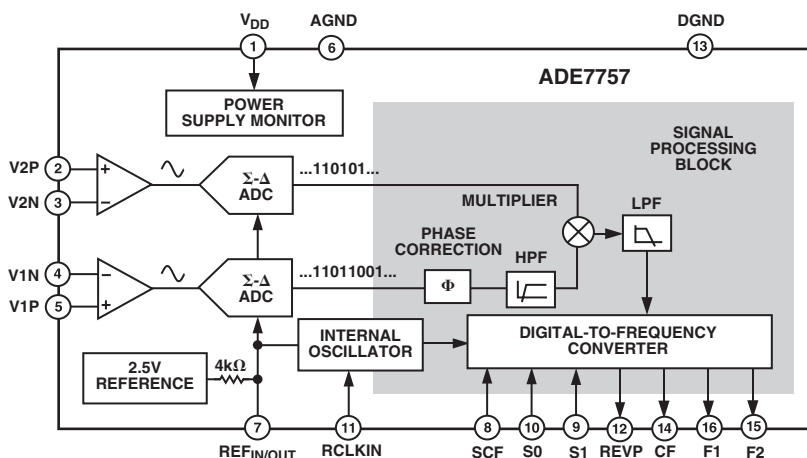 V_DD
AGND
DGND
1
6
13
ADE7757
POWER
SUPPLY MONITOR
SIGNAL
PROCESSING
BLOCK
V2P 2
+
Σ-Δ
ADC
...110101...
V2N 3
−
MULTIPLIER
LPF
PHASE
CORRECTION
HPF
V1N 4
−
Σ-Δ
ADC
...11011001...
Φ
V1P 5
+
INTERNAL
OSCILLATOR
DIGITAL-TO-FREQUENCY
CONVERTER
2.5V
REFERENCE
4kΩ
7
11
8
10
9
12
14
16
15
REF_IN/OUT
RCLKIN
SCF
S0
S1
REVP
CF
F1
F2